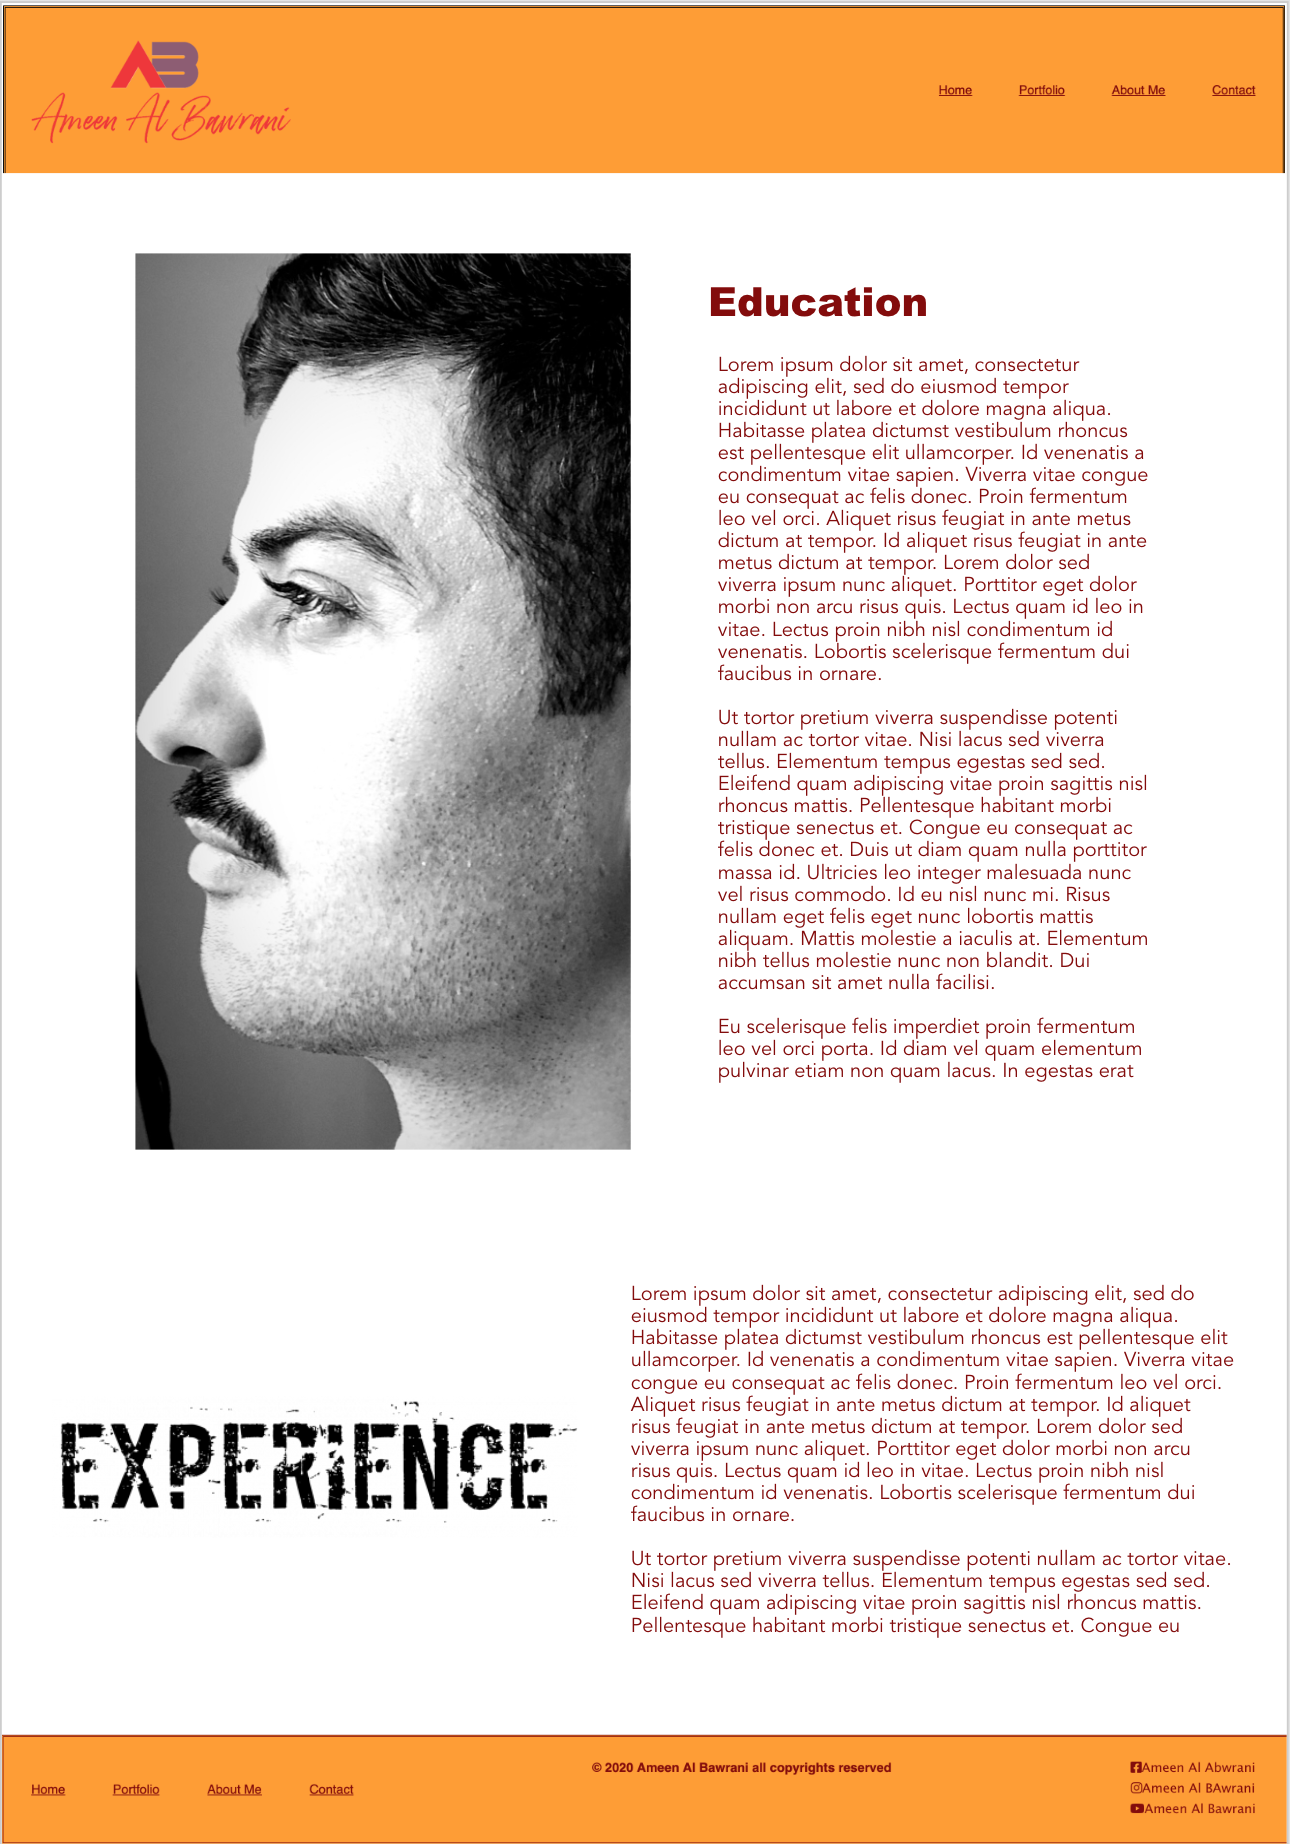 AB
Ameen Al Bawrani
Home Portfolio About Me Contact
Education
Lorem ipsum dolor sit amet, consectetur
adipiscing elit, sed do eiusmod tempor
incididunt ut labore et dolore magna aliqua.
Habitasse platea dictumst vestibulum rhoncus
est pellentesque elit ullamcorper. Id venenatis a
condimentum vitae sapien. Viverra vitae congue
eu consequat ac felis donec. Proin fermentum
leo vel orci. Aliquet risus feugiat in ante metus
dictum at tempor. Id aliquet risus feugiat in ante
metus dictum at tempor. Lorem dolor sed
viverra ipsum nunc aliquet. Porttitor eget dolor
morbi non arcu risus quis. Lectus quam id leo in
vitae. Lectus proin nibh nisl condimentum id
venenatis. Lobortis scelerisque fermentum dui
faucibus in ornare.
Ut tortor pretium viverra suspendisse potenti
nullam ac tortor vitae. Nisi lacus sed viverra
tellus. Elementum tempus egestas sed sed.
Eleifend quam adipiscing vitae proin sagittis nisl
rhoncus mattis. Pellentesque habitant morbi
tristique senectus et. Congue eu consequat ac
felis donec et. Duis ut diam quam nulla porttitor
massa id. Ultricies leo integer malesuada nunc
vel risus commodo. Id eu nisl nunc mi. Risus
nullam eget felis eget nunc lobortis mattis
aliquam. Mattis molestie a iaculis at. Elementum
nibh tellus molestie nunc non blandit. Dui
accumsan sit amet nulla facilisi.
Eu scelerisque felis imperdiet proin fermentum
leo vel orci porta. Id diam vel quam elementum
pulvinar etiam non quam lacus. In egestas erat
EXPERIENCE
Lorem ipsum dolor sit amet, consectetur adipiscing elit, sed do
eiusmod tempor incididunt ut labore et dolore magna aliqua.
Habitasse platea dictumst vestibulum rhoncus est pellentesque elit
ullamcorper. Id venenatis a condimentum vitae sapien. Viverra vitae
congue eu consequat ac felis donec. Proin fermentum leo vel orci.
Aliquet risus feugiat in ante metus dictum at tempor. Id aliquet
risus feugiat in ante metus dictum at tempor. Lorem dolor sed
viverra ipsum nunc aliquet. Porttitor eget dolor morbi non arcu
risus quis. Lectus quam id leo in vitae. Lectus proin nibh nisl
condimentum id venenatis. Lobortis scelerisque fermentum dui
faucibus in ornare.
Ut tortor pretium viverra suspendisse potenti nullam ac tortor vitae.
Nisi lacus sed viverra tellus. Elementum tempus egestas sed sed.
Eleifend quam adipiscing vitae proin sagittis nisl rhoncus mattis.
Pellentesque habitant morbi tristique senectus et. Congue eu
Home Portfolio About Me Contact
© 2020 Ameen Al Bawrani all copyrights reserved
Ameen Al Abwrani
Ameen Al BAwrani
Ameen Al Bawrani